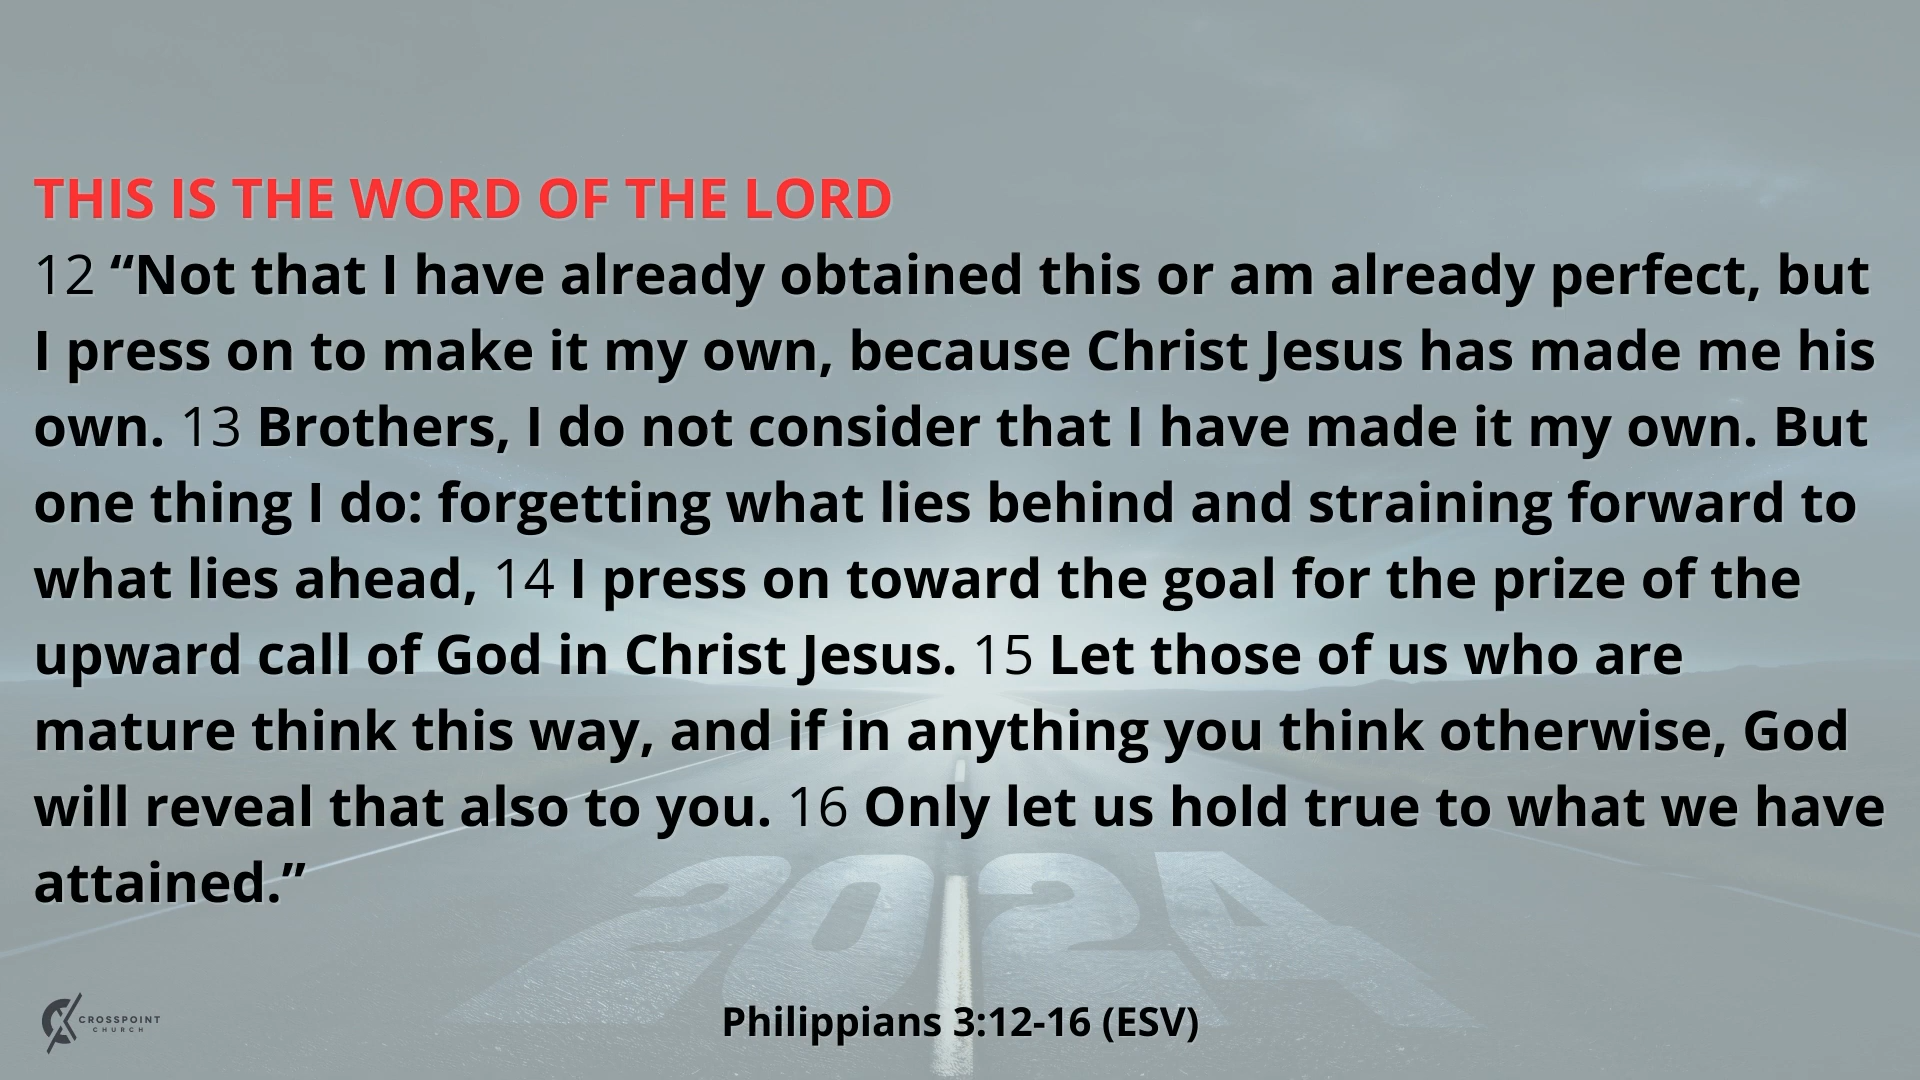 THIS IS THE WORD OF THE LORD
12 “Not that I have already obtained this or am already perfect, but
I press on to make it my own, because Christ Jesus has made me his
own. 13 Brothers, I do not consider that I have made it my own. But
one thing I do: forgetting what lies behind and straining forward to
what lies ahead, 14 I press on toward the goal for the prize of the
upward call of God in Christ Jesus. 15 Let those of us who are
mature think this way, and if in anything you think otherwise, God
will reveal that also to you. 16 Only let us hold true to what we have
attained.”
2024
Philippians 3:12-16 (ESV)
CROSSPOINT
CHURCH